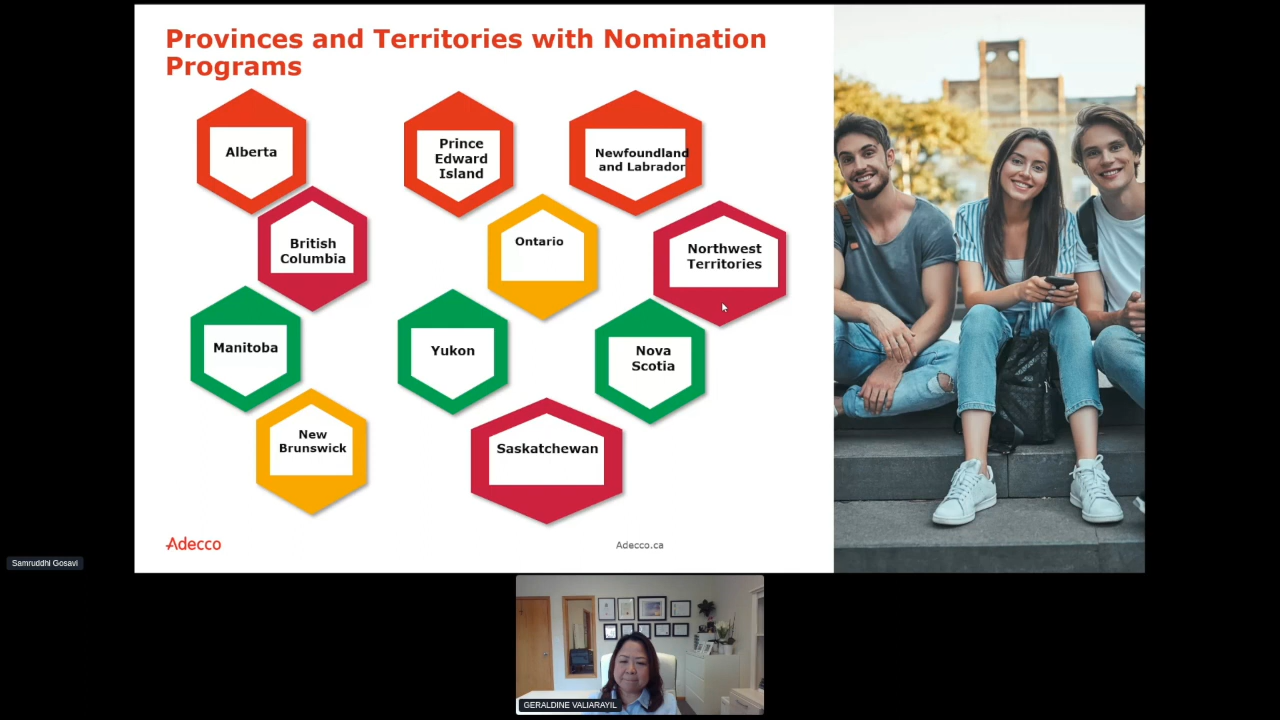 Provinces and Territories with Nomination
Programs
Alberta
Prince
Edward
Island
Newfoundland
and Labrador
British
Columbia
Ontario
Northwest
Territories
Manitoba
Yukon
Nova
Scotia
New
Brunswick
Saskatchewan
Adecco
Adecco.ca
Samruddhi Gosavi
GERALDINE VALIARAYIL